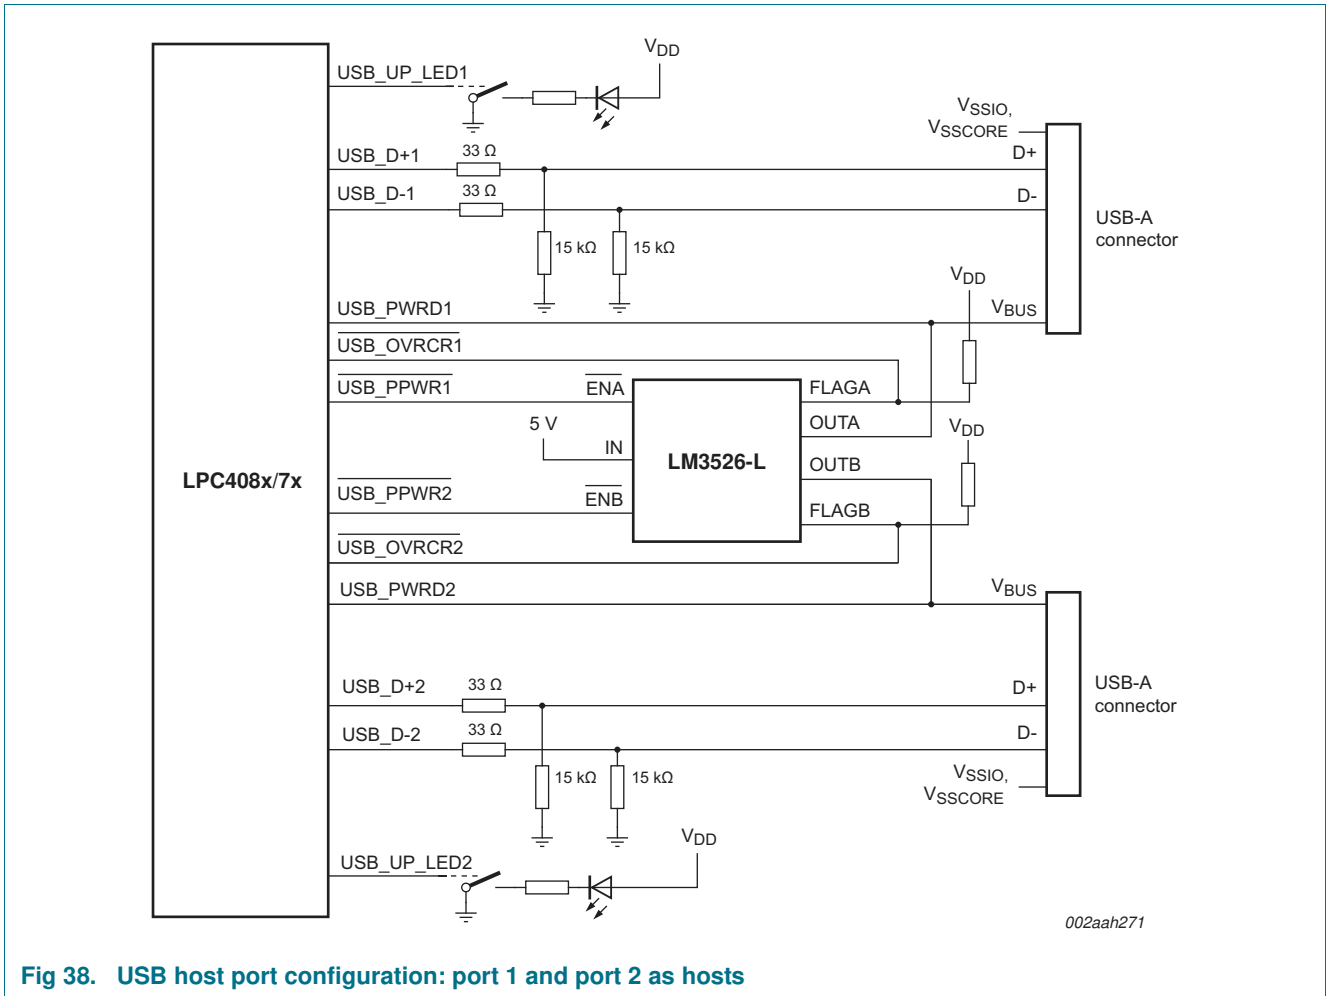 VDD
USB_UP_LED1
VSSIO,
VSSCORE
USB_D+1
33 Ω
D+
USB_D-1
33 Ω
D-
USB-A
connector
15 kΩ
15 kΩ
VDD
USB_PWRD1
VBUS
USB_OVRCR1
USB_PPWR1
ENA
FLAGA
5 V
OUTA
VDD
IN
LM3526-L
OUTB
LPC408x/7x
USB_PPWR2
ENB
FLAGB
USB_OVRCR2
USB_PWRD2
VBUS
USB_D+2
33 Ω
D+
USB-A
connector
USB_D-2
33 Ω
D-
15 kΩ
15 kΩ
VSSIO,
VSSCORE
VDD
USB_UP_LED2
002aah271
Fig 38. USB host port configuration: port 1 and port 2 as hosts